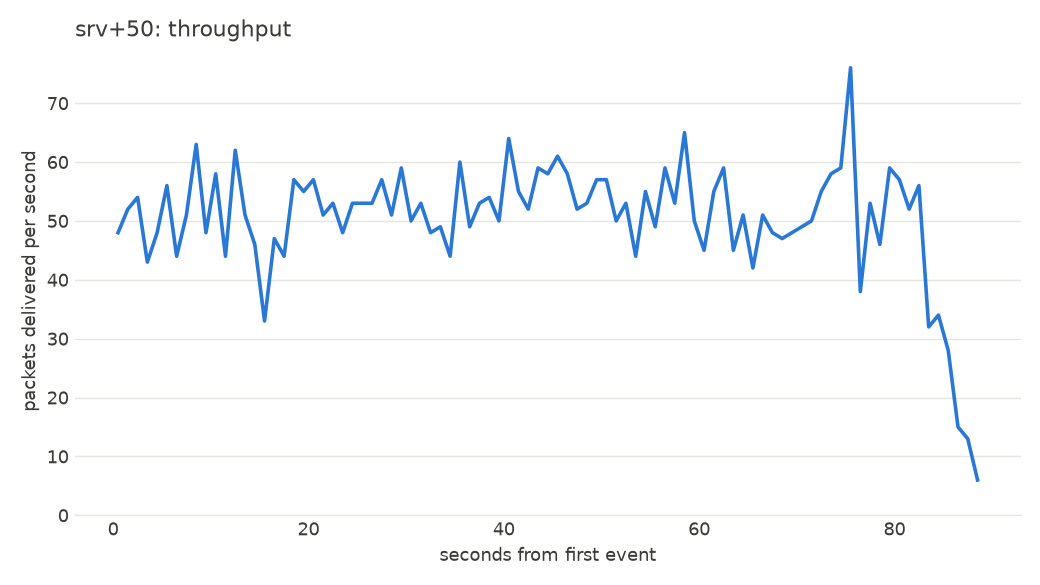 srv+50: throughput
packets delivered per second
70
60
50
40
30
20
10
0
0 20 40 60 80
seconds from first event